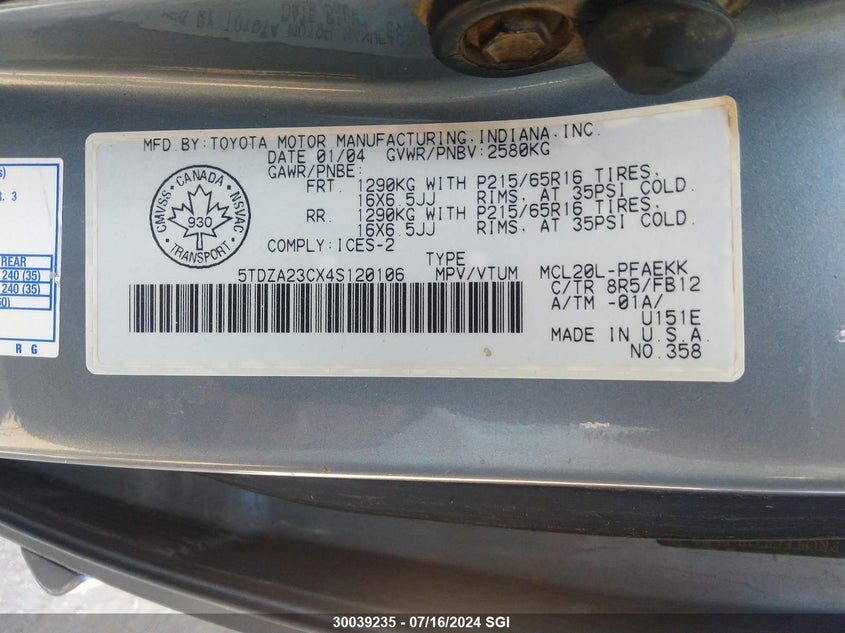 MFD BY:TOYOTA MOTOR MANUFACTURING.INDIANA.INC.
DATE 01/04 GVWR/PNBV:2580KG
GAWR/PNBE:
FRT. 1290KG WITH P215/65R16 TIRES.
16X6.5JJ RIMS. AT 35PSI COLD.
RR. 1290KG WITH P215/65R16 TIRES.
16X6.5JJ RIMS. AT 35PSI COLD.
COMPLY:ICES-2
CANADA
CMVSS
NSVAC
930
TRANSPORT
TYPE
5TDZA23CX4S120106 MPV/VTUM MCL20L-PFAEKK
C/TR 8R5/FB12
A/TM -01A/
U151E
MADE IN U.S.A.
NO.358
s)
3
REAR
240 (35)
240 (35)
R G
30039235 - 07/16/2024 SGI